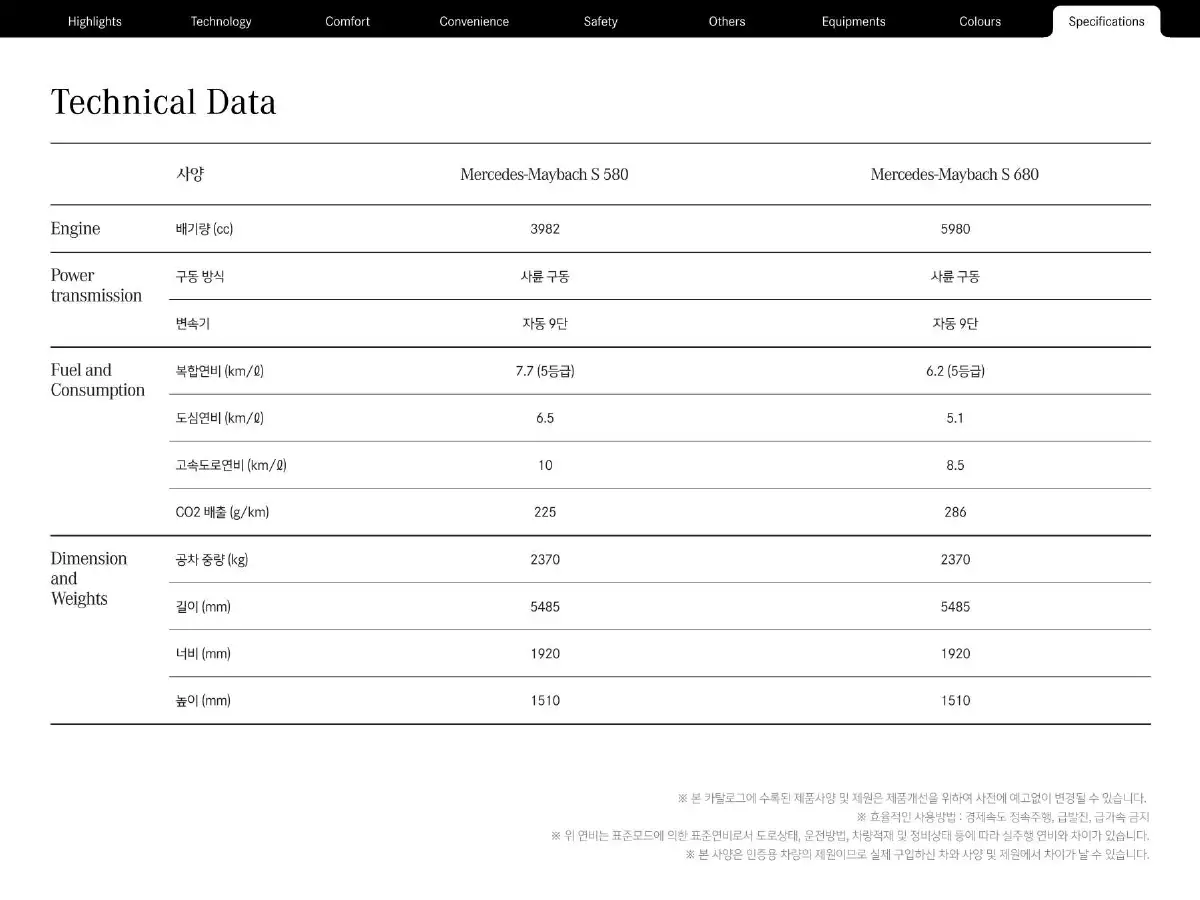 Highlights Technology Comfort Convenience Safety Others Equipments Colours Specifications
Technical Data
사양 Mercedes-Maybach S 580 Mercedes-Maybach S 680
Engine 배기량 (cc) 3982 5980
Power transmission 구동 방식 사륜 구동 사륜 구동
변속기 자동 9단 자동 9단
Fuel and Consumption 복합연비 (km/ℓ) 7.7 (5등급) 6.2 (5등급)
도심연비 (km/ℓ) 6.5 5.1
고속도로연비 (km/ℓ) 10 8.5
CO2 배출 (g/km) 225 286
Dimension and Weights 공차 중량 (kg) 2370 2370
길이 (mm) 5485 5485
너비 (mm) 1920 1920
높이 (mm) 1510 1510
※ 본 카탈로그에 수록된 제품사양 및 제원은 제품개선을 위하여 사전에 예고없이 변경될 수 있습니다.
※ 효율적인 사용방법 : 경제속도 정속주행, 급발진, 급가속 금지
※ 위 연비는 표준모드에 의한 표준연비로서 도로상태, 운전방법, 차량적재 및 정비상태 등에 따라 실주행 연비와 차이가 있습니다.
※ 본 사양은 인증용 차량의 제원이므로 실제 구입하신 차와 사양 및 제원에서 차이가 날 수 있습니다.